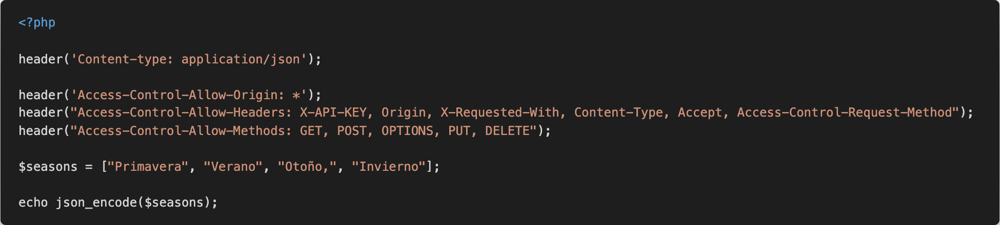 <?php
header('Content-type: application/json');
header('Access-Control-Allow-Origin: *');
header("Access-Control-Allow-Headers: X-API-KEY, Origin, X-Requested-With, Content-Type, Accept, Access-Control-Request-Method");
header("Access-Control-Allow-Methods: GET, POST, OPTIONS, PUT, DELETE");
$seasons = ["Primavera", "Verano", "Otoño,", "Invierno"];
echo json_encode($seasons);